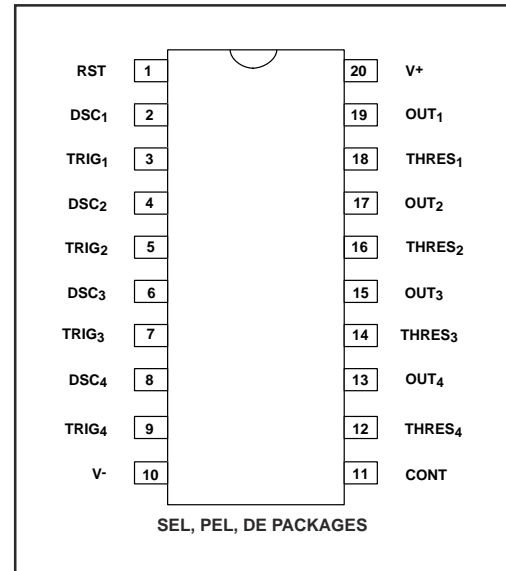 RST 1 20 V+
DSC1 2 19 OUT1
TRIG1 3 18 THRES1
DSC2 4 17 OUT2
TRIG2 5 16 THRES2
DSC3 6 15 OUT3
TRIG3 7 14 THRES3
DSC4 8 13 OUT4
TRIG4 9 12 THRES4
V- 10 11 CONT
SEL, PEL, DE PACKAGES